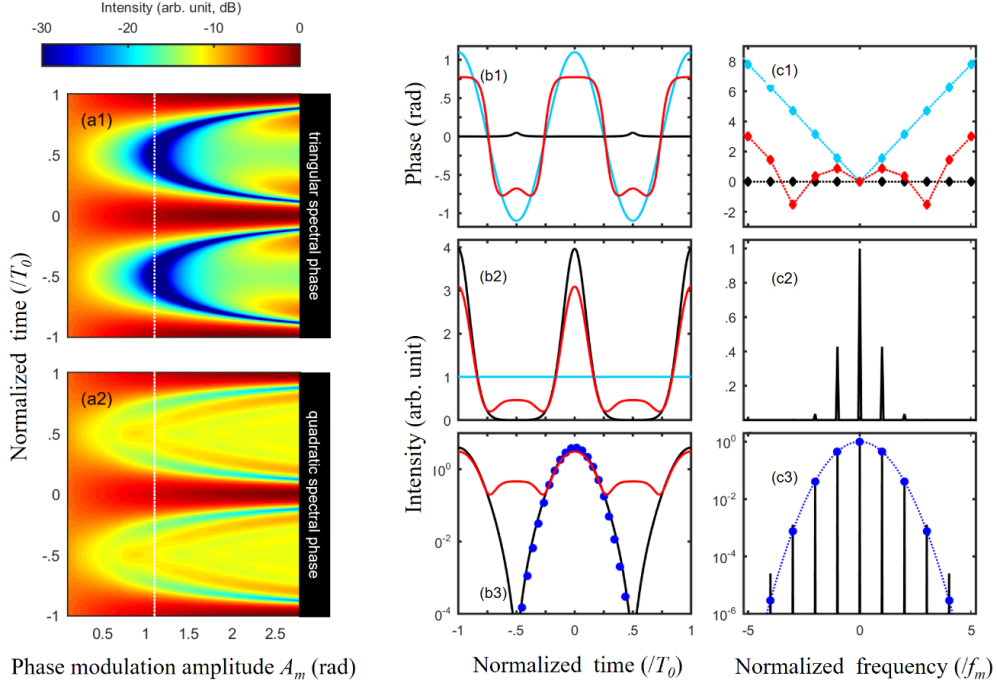 Intensity (arb. unit, dB)
-30 -20 -10 0
(a1)
triangular spectral phase
1
.5
0
-.5
-1
(a2)
quadratic spectral phase
1
.5
0
-.5
-1
Normalized time (/T0)
0.5 1 1.5 2 2.5
Phase modulation amplitude Am (rad)
(b1)
Phase (rad)
1
.5
0
-.5
-1
(b2)
4
3
2
1
0
Intensity (arb. unit)
(b3)
10^0
0^-2
10^-4
-1 -.5 0 .5 1
Normalized time (/T0)
(c1)
8
6
4
2
0
-2
(c2)
1
.8
.6
.4
.2
0
(c3)
10^0
10^-2
10^-4
10^-6
-5 0 5
Normalized frequency (/fm)